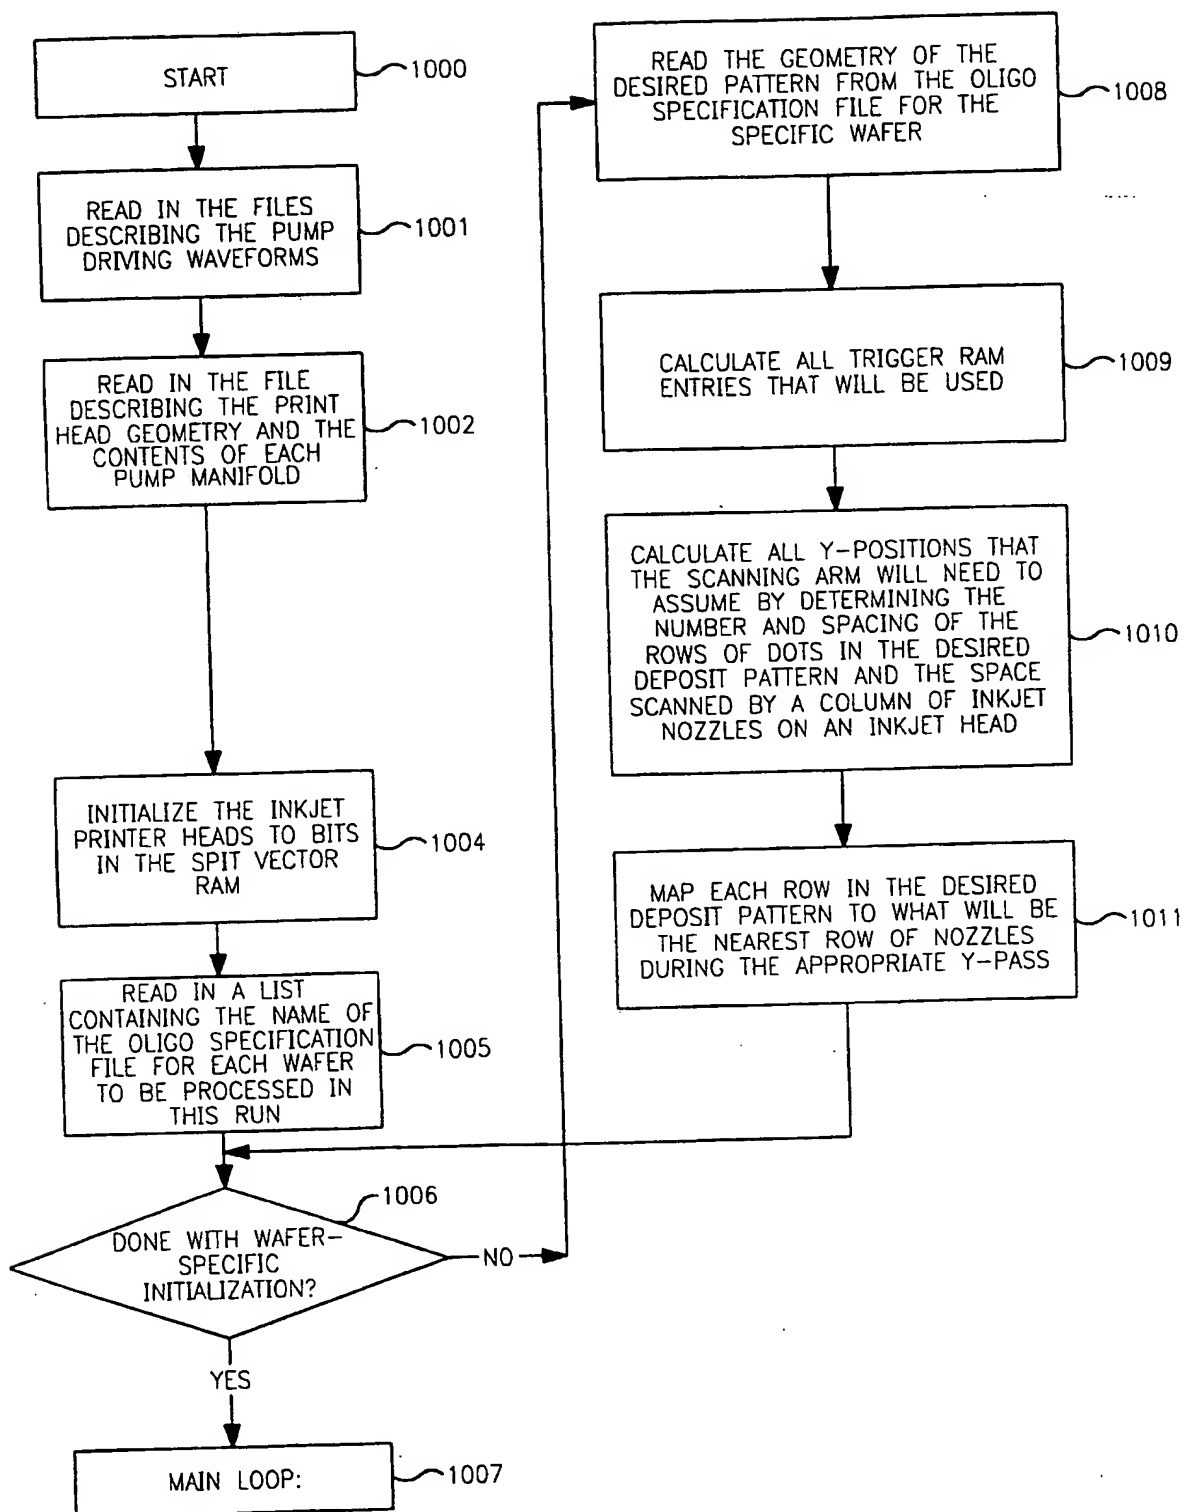 START
1000
READ IN THE FILES
DESCRIBING THE PUMP
DRIVING WAVEFORMS
1001
READ IN THE FILE
DESCRIBING THE PRINT
HEAD GEOMETRY AND THE
CONTENTS OF EACH
PUMP MANIFOLD
1002
INITIALIZE THE INKJET
PRINTER HEADS TO BITS
IN THE SPIT VECTOR
RAM
1004
READ IN A LIST
CONTAINING THE NAME OF
THE OLIGO SPECIFICATION
FILE FOR EACH WAFER
TO BE PROCESSED IN
THIS RUN
1005
1006
DONE WITH WAFER-
SPECIFIC
INITIALIZATION?
NO
YES
MAIN LOOP:
1007
READ THE GEOMETRY OF THE
DESIRED PATTERN FROM THE OLIGO
SPECIFICATION FILE FOR THE
SPECIFIC WAFER
1008
CALCULATE ALL TRIGGER RAM
ENTRIES THAT WILL BE USED
1009
CALCULATE ALL Y-POSITIONS THAT
THE SCANNING ARM WILL NEED TO
ASSUME BY DETERMINING THE
NUMBER AND SPACING OF THE
ROWS OF DOTS IN THE DESIRED
DEPOSIT PATTERN AND THE SPACE
SCANNED BY A COLUMN OF INKJET
NOZZLES ON AN INKJET HEAD
1010
MAP EACH ROW IN THE DESIRED
DEPOSIT PATTERN TO WHAT WILL BE
THE NEAREST ROW OF NOZZLES
DURING THE APPROPRIATE Y-PASS
1011